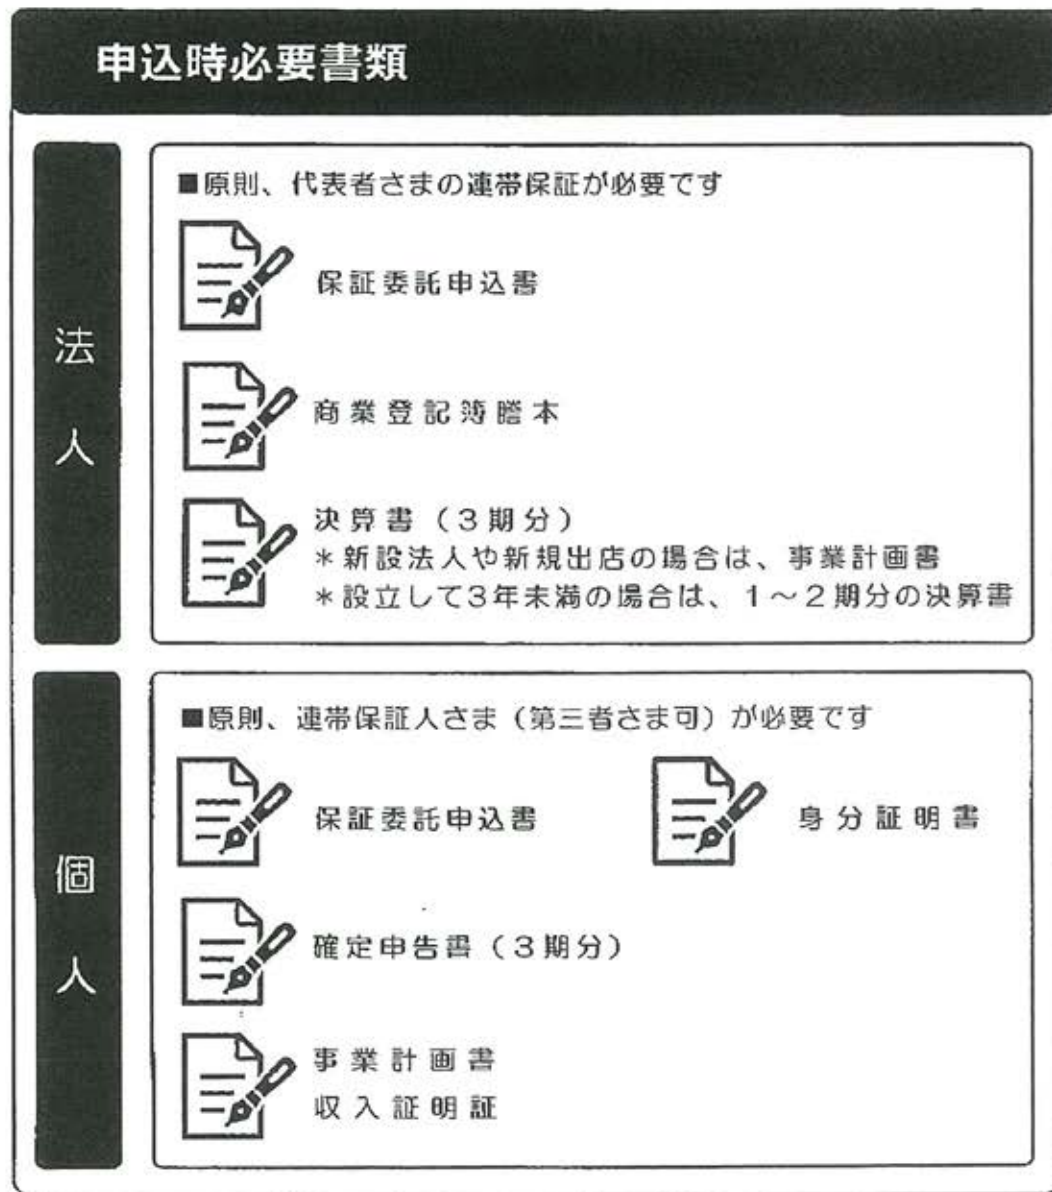 申込時必要書類
法人
■原則、代表者さまの連帯保証が必要です
保証委託申込書
商業登記簿謄本
決算書（3期分）
＊新設法人や新規出店の場合は、事業計画書
＊設立して3年未満の場合は、1～2期分の決算書
個人
■原則、連帯保証人さま（第三者さま可）が必要です
保証委託申込書
身分証明書
確定申告書（3期分）
事業計画書
収入証明証